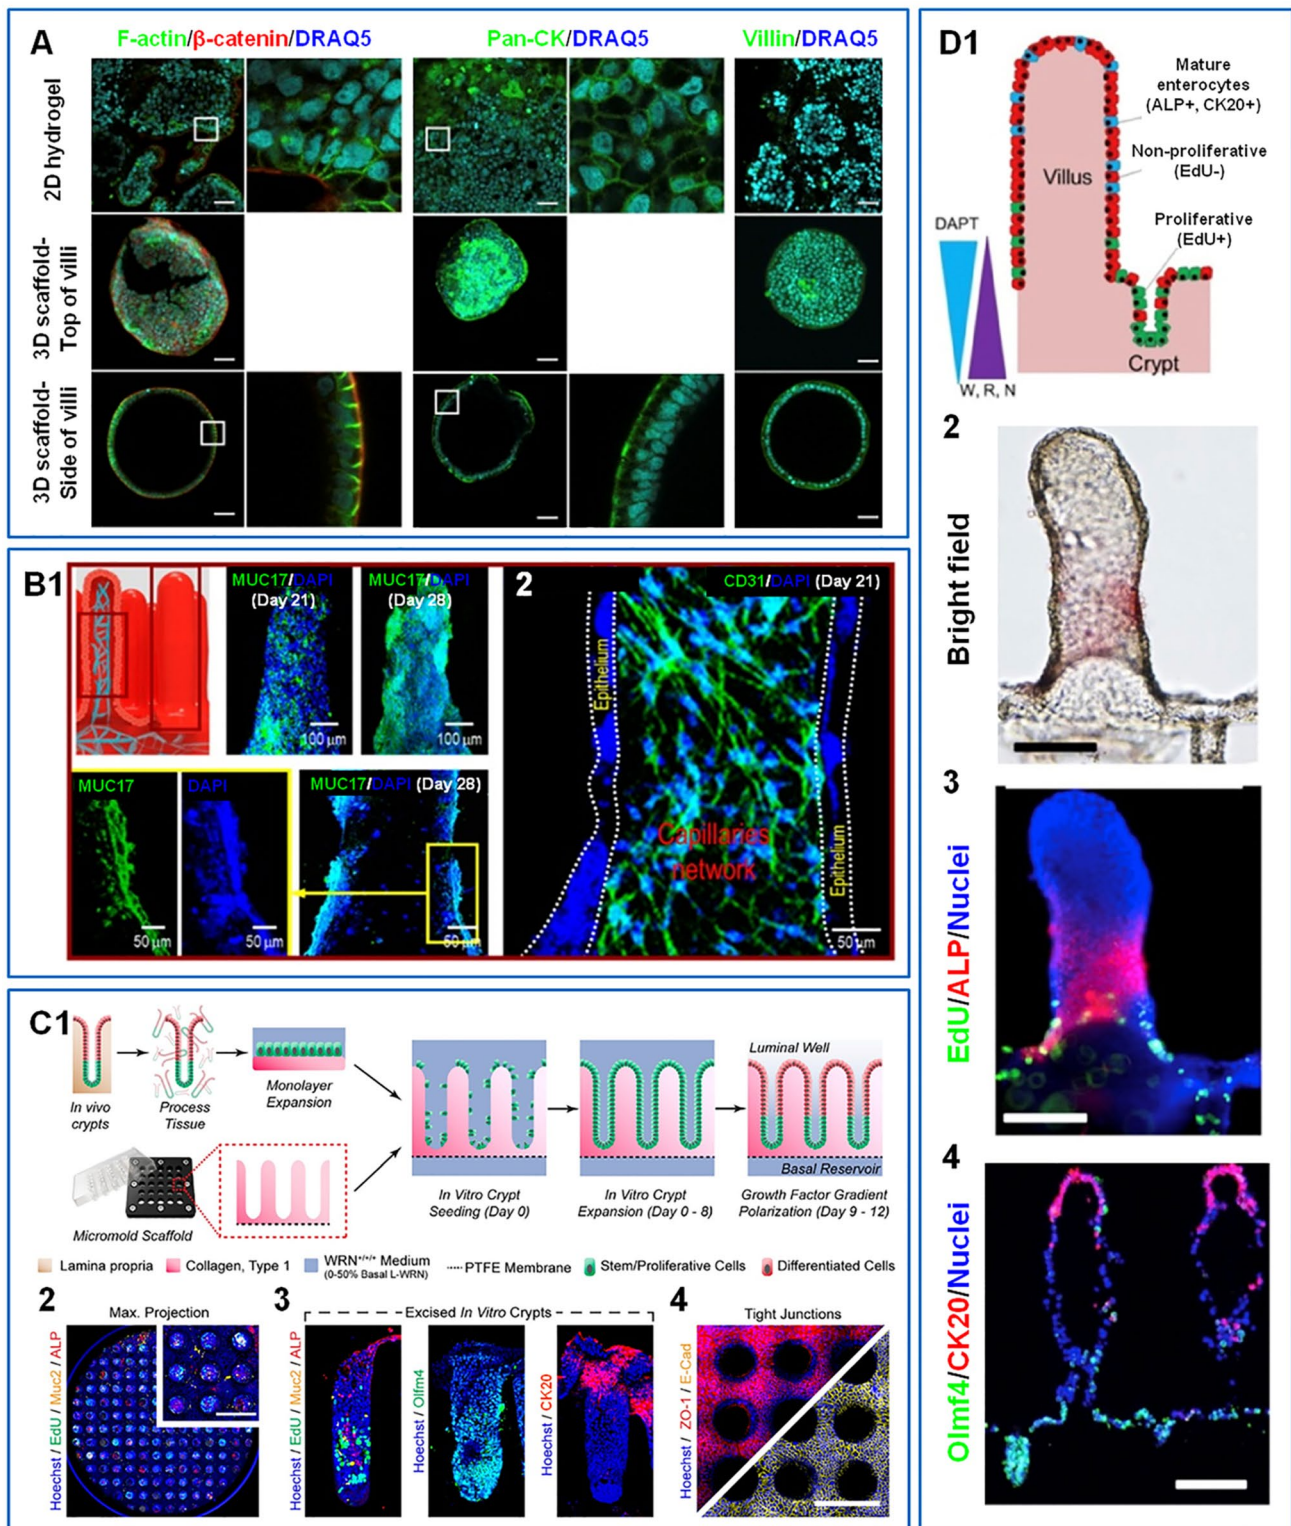 A
F-actin/β-catenin/DRAQ5
Pan-CK/DRAQ5
Villin/DRAQ5
2D hydrogel
3D scaffold-
Top of villi
3D scaffold-
Side of villi
B1
MUC17/DAPI
(Day 21)
MUC17/DAPI
(Day 28)
100 µm
100 µm
MUC17
DAPI
MUC17/DAPI (Day 28)
50 µm
50 µm
50 µm
2
CD31/DAPI (Day 21)
Epithelium
Capillaries
network
Epithelium
50 µm
C1
In vivo
crypts
Process
Tissue
Monolayer
Expansion
Micromold Scaffold
In Vitro Crypt
Seeding (Day 0)
In Vitro Crypt
Expansion (Day 0 - 8)
Luminal Well
Basal Reservoir
Growth Factor Gradient
Polarization (Day 9 - 12)
Lamina propria
Collagen, Type 1
WRN+/+/+ Medium
(0-50% Basal L-WRN)
PTFE Membrane
Stem/Proliferative Cells
Differentiated Cells
2
Max. Projection
Hoechst / EdU / Muc2 / ALP
3
Excised In Vitro Crypts
Hoechst / EdU / Muc2 / ALP
Hoechst / Olfm4
Hoechst / CK20
4
Tight Junctions
Hoechst / ZO-1 / E-Cad
D1
Mature
enterocytes
(ALP+, CK20+)
Non-proliferative
(EdU-)
Proliferative
(EdU+)
Villus
Crypt
DAPT
W, R, N
2
Bright field
3
EdU/ALP/Nuclei
4
Olmf4/CK20/Nuclei